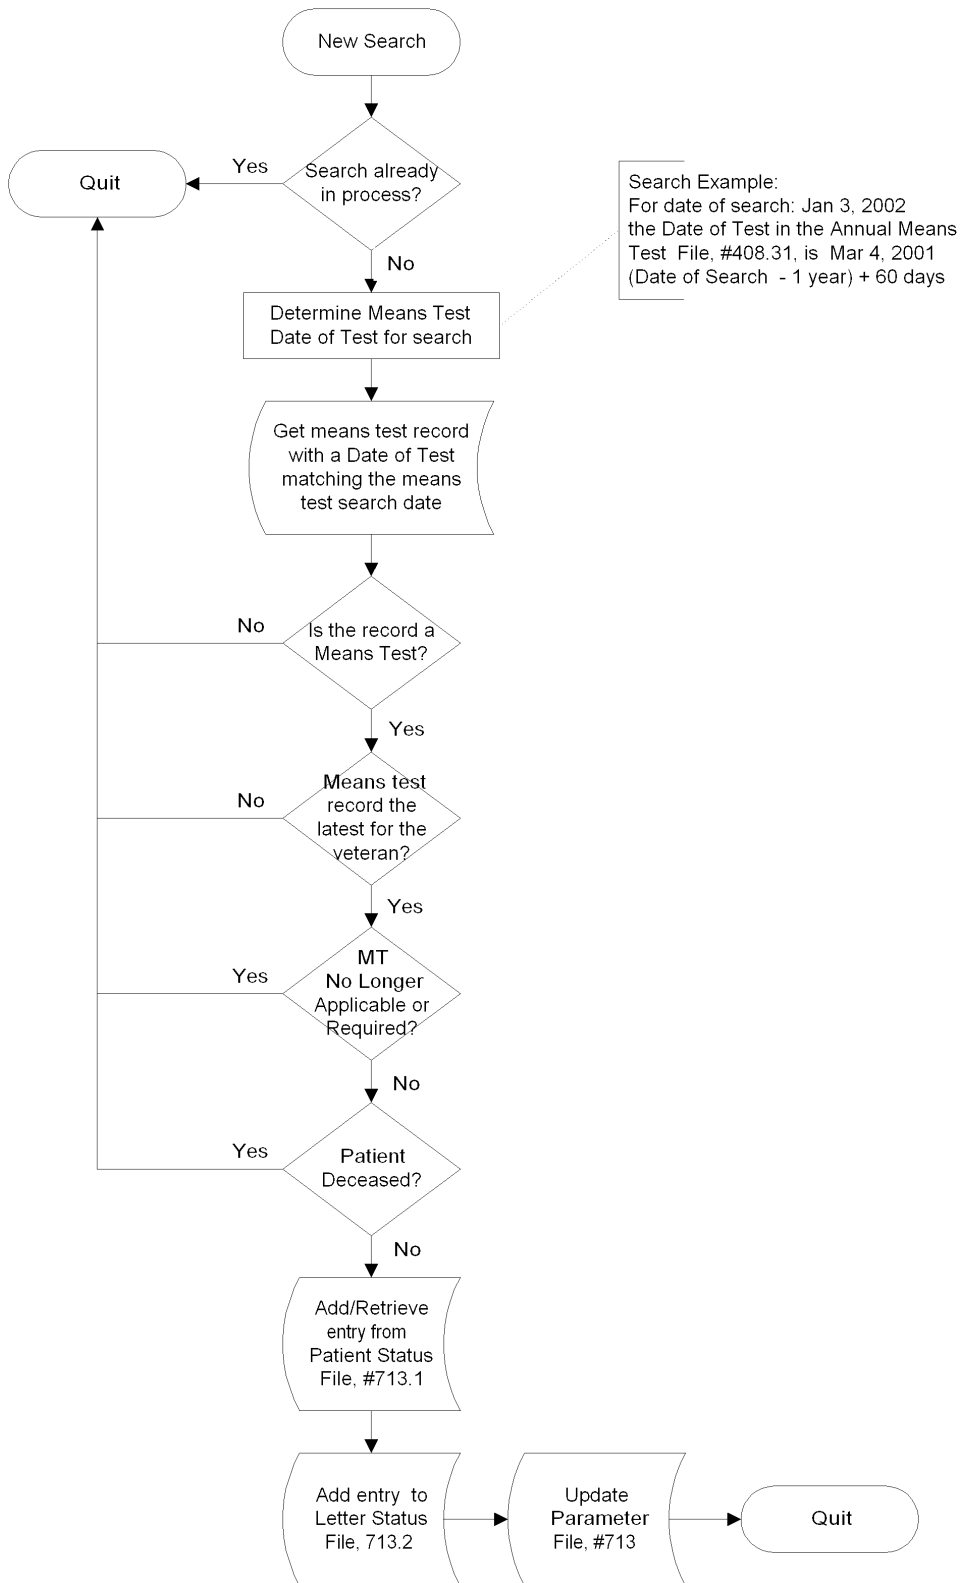 New Search
Yes
Quit
Search already
in process?
No
Search Example:
For date of search: Jan 3, 2002
the Date of Test in the Annual Means
Test File, #408.31, is Mar 4, 2001
(Date of Search - 1 year) + 60 days
Determine Means Test
Date of Test for search
Get means test record
with a Date of Test
matching the means
test search date
No
Is the record a
Means Test?
Yes
No
Means test
record the
latest for the
veteran?
Yes
Yes
MT
No Longer
Applicable or
Required?
No
Yes
Patient
Deceased?
No
Add/Retrieve
entry from
Patient Status
File, #713.1
Add entry to
Letter Status
File, 713.2
Update
Parameter
File, #713
Quit